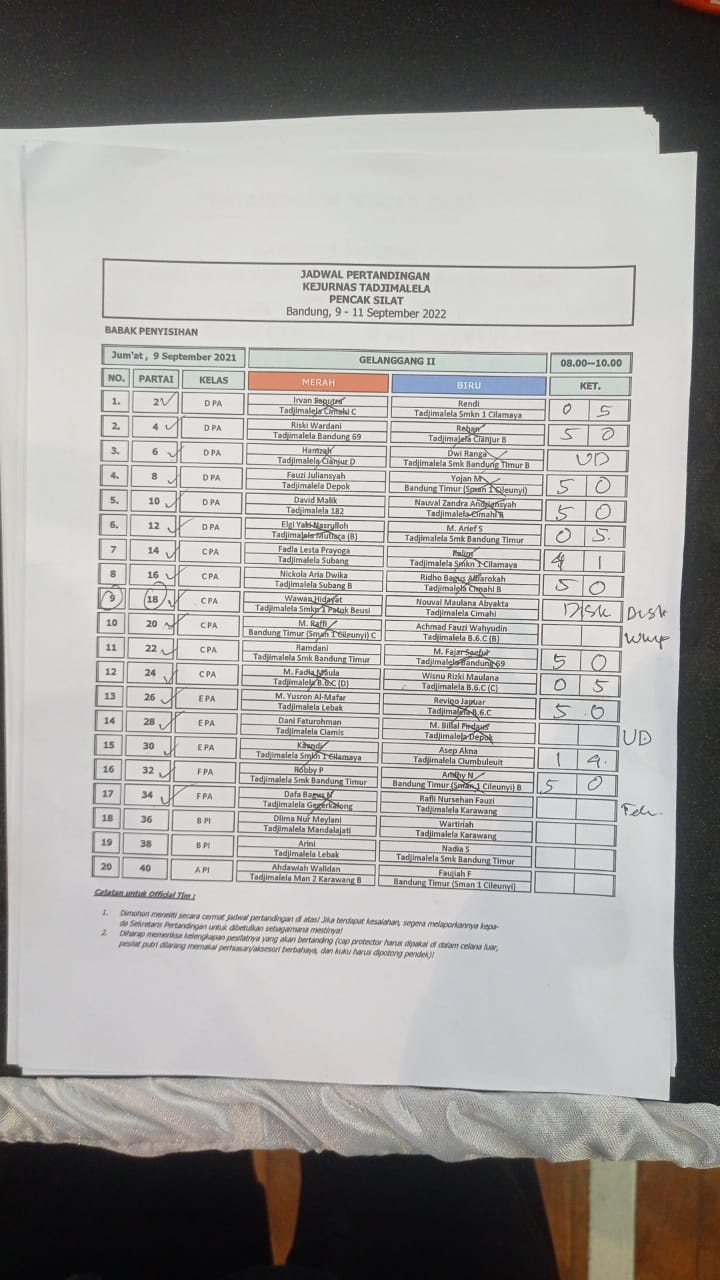 JADWAL PERTANDINGAN
KEJURNAS TADJIMALELA
PENCAK SILAT
Bandung, 9 - 11 September 2022
BABAK PENYISIHAN
Jum'at , 9 September 2021 GELANGGANG II 08.00--10.00
NO. PARTAI KELAS MERAH BIRU KET.
1. 2 D PA Irvan Saputra Rendi 0 5
Tadjimalela Cimahi C Tadjimalela Smkn 1 Cilamaya
2. 4 D PA Riski Wardani Rehan 5 0
Tadjimalela Bandung 69 Tadjimalela Cianjur B
3. 6 D PA Hamzah Dwi Ranga UD
Tadjimalela Cianjur D Tadjimalela Smk Bandung Timur B
4. 8 D PA Fauzi Juliansyah Yojan M 5 0
Tadjimalela Depok Bandung Timur (Sman 1 Cileunyi)
5. 10 D PA David Malik Nauval Zandra Andriansyah 5 0
Tadjimalela 182 Tadjimalela Cimahi B
6. 12 D PA Elgi Yaki Nasrulloh M. Arief S 0 5.
Tadjimalela Mutiara (B) Tadjimalela Smk Bandung Timur
7 14 C PA Fadla Lesta Prayoga 4 1
Tadjimalela Subang Tadjimalela Smkn 1 Cilamaya
8 16 C PA Nickola Aria Dwika Ridho Bagus Albarokah 5 0
Tadjimalela Subang B Tadjimalela Cimahi B
9 18 C PA Wawan Hidayat Nouval Maulana Abyakta Disk Disk
Tadjimalela Smkn 1 Patok Beusi Tadjimalela Cimahi
10 20 C PA M. Raffi Achmad Fauzi Wahyudin Wmp
Bandung Timur (Sman 1 Cileunyi) C Tadjimalela B.6.C (B)
11 22 C PA Ramdani M. Fajar Saeful 5 0
Tadjimalela Smk Bandung Timur Tadjimalela Bandung 69
12 24 C PA M. Fadla Maula Wisnu Rizki Maulana 0 5
Tadjimalela B.6.C (D) Tadjimalela B.6.C (C)
13 26 E PA M. Yusron Al-Mafar Revino Januar 5 0
Tadjimalela Lebak Tadjimalela B.6.C
14 28 E PA Dani Faturohman M. Billal Firdaus UD
Tadjimalela Ciamis Tadjimalela Depok
15 30 E PA Asep Akna 1 4.
Tadjimalela Smkn 1 Cilamaya Tadjimalela Ciumbuleuit
16 32 F PA Robby P Andhy N 5 0
Tadjimalela Smk Bandung Timur Bandung Timur (Sman 1 Cileunyi) B
17 34 F PA Dafa Bagus N Rafli Nursehan Fauzi
Tadjimalela Gegerkalong Tadjimalela Karawang
18 36 B PI Dlima Nur Meylani Wartiriah
Tadjimalela Mandalajati Tadjimalela Karawang
19 38 B PI Arini Nadia S
Tadjimalela Lebak Tadjimalela Smk Bandung Timur
20 40 A PI Ahdawiah Walidan Faujiah F
Tadjimalela Man 2 Karawang B Bandung Timur (Sman 1 Cileunyi)
Catatan untuk Official Tim :
1. Dimohon meneliti secara cermat jadwal pertandingan di atas! Jika terdapat kesalahan, segera melaporkannya kepa-
da Sekretaris Pertandingan untuk dibetulkan sebagaimana mestinya!
2. Diharap memeriksa kelengkapan pesilatnya yang akan bertanding (cap protector harus dipakai di dalam celana luar,
pesilat putri dilarang memakai perhiasan/aksesori berbahaya, dan kuku harus dipotong pendek)!